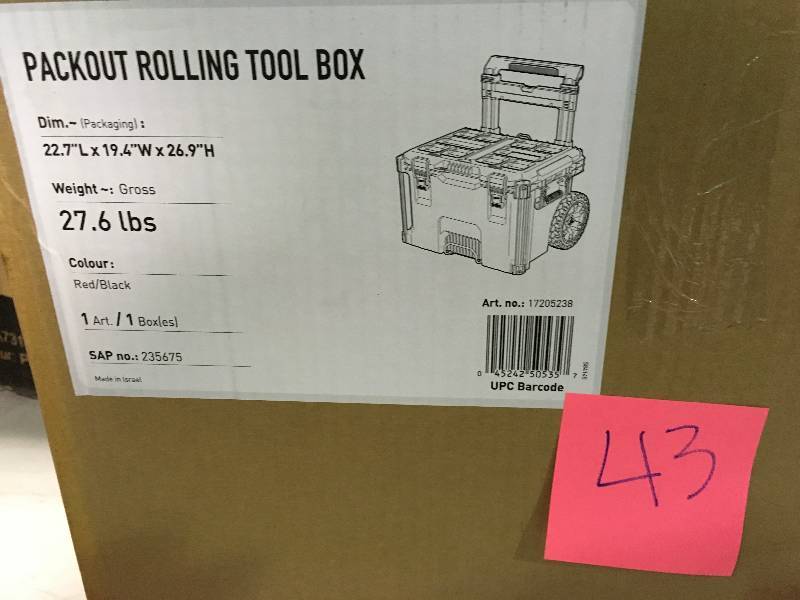 PACKOUT ROLLING TOOL BOX
Dim.~ (Packaging) :
22.7"L x 19.4"W x 26.9"H
Weight ~: Gross
27.6 lbs
Colour:
Red/Black
1 Art. / 1 Box(es)
SAP no.: 235675
Made in Israel
Art. no.: 17205238
0 45242 50535 7
UPC Barcode
43